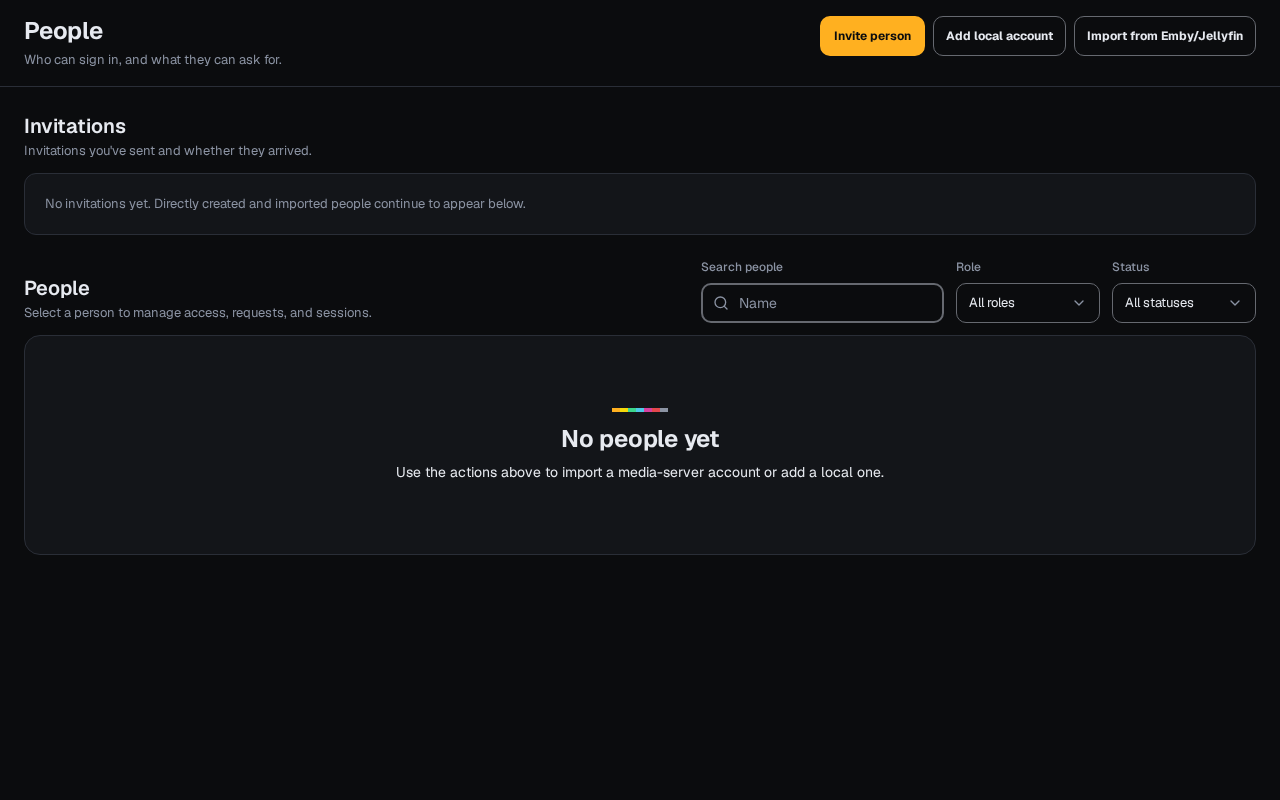 People
Who can sign in, and what they can ask for.
Invite person
Add local account
Import from Emby/Jellyfin
Invitations
Invitations you've sent and whether they arrived.
No invitations yet. Directly created and imported people continue to appear below.
People
Select a person to manage access, requests, and sessions.
Search people
Name
Role
All roles
Status
All statuses
No people yet
Use the actions above to import a media-server account or add a local one.